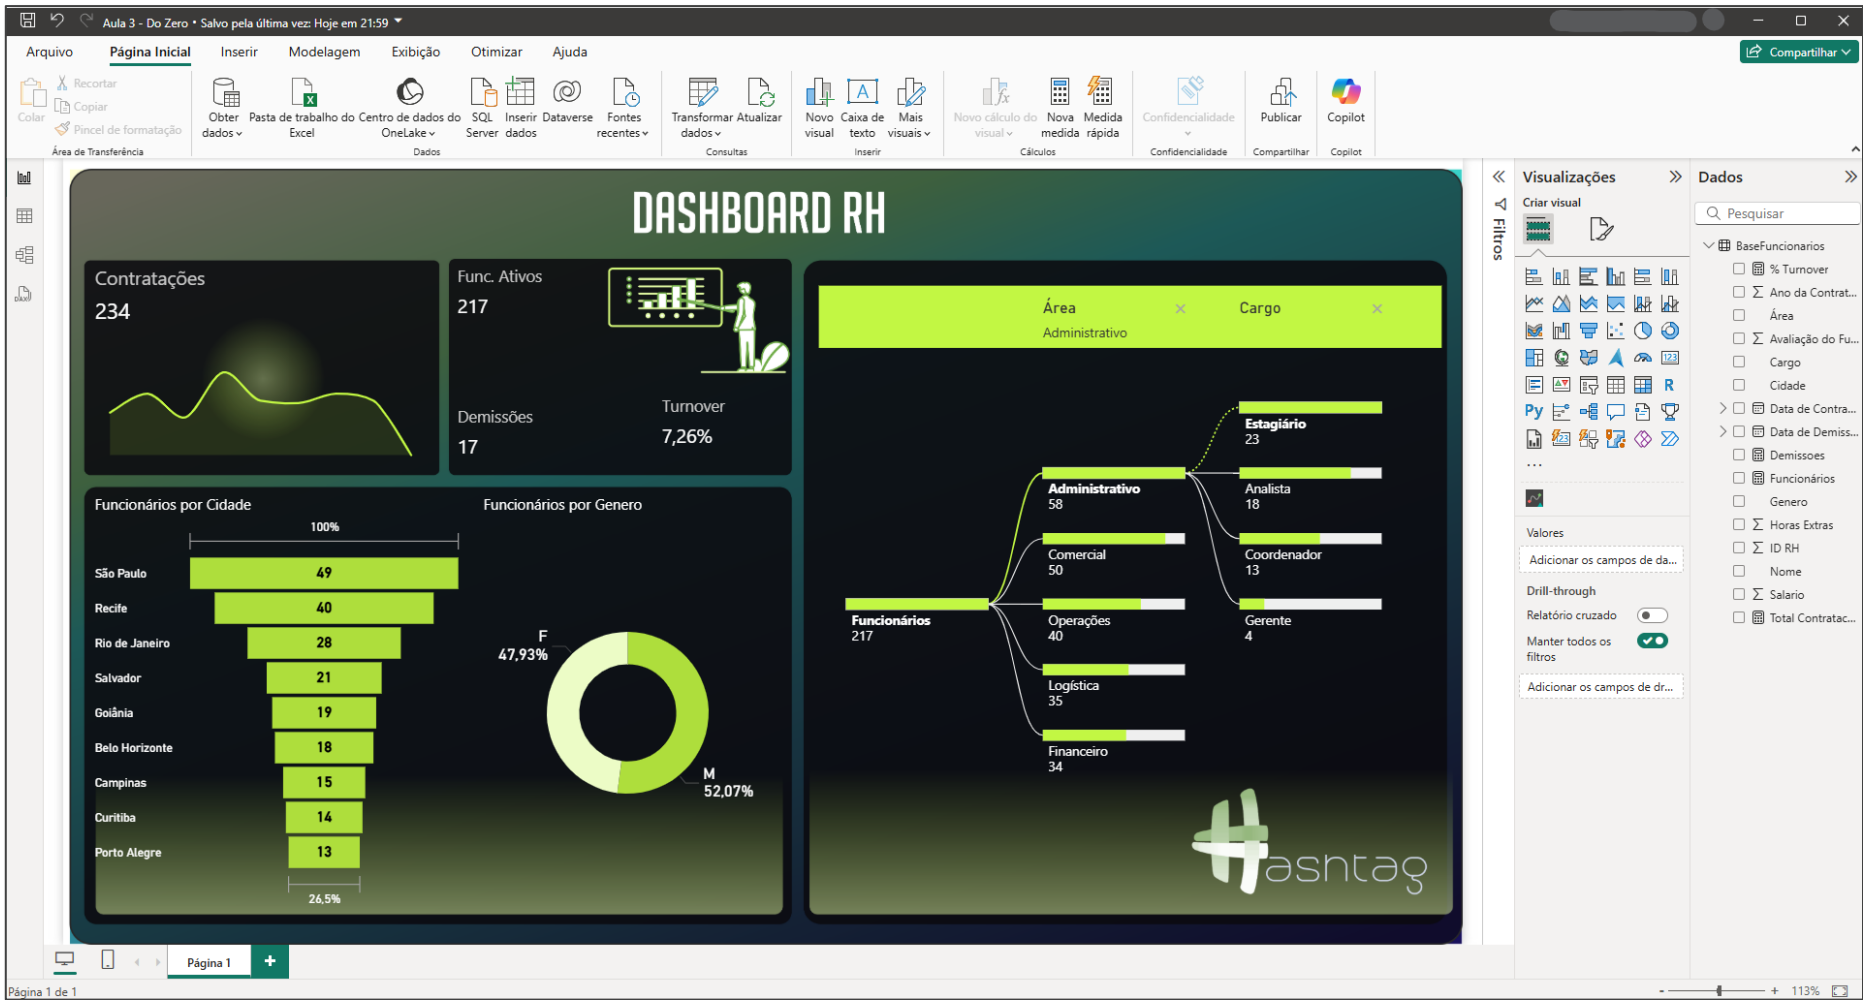 Aula 3 - Do Zero • Salvo pela última vez: Hoje em 21:59
Arquivo
Página Inicial
Inserir
Modelagem
Exibição
Otimizar
Ajuda
Compartilhar
Colar
Recortar
Copiar
Pincel de formatação
Área de Transferência
Obter dados
Pasta de trabalho do Excel
Centro de dados do OneLake
SQL Server
Inserir dados
Dataverse
Fontes recentes
Dados
Transformar dados
Atualizar
Consultas
Novo visual
Caixa de texto
Mais visuais
Inserir
Novo cálculo do visual
Nova medida
Medida rápida
Cálculos
Confidencialidade
Confidencialidade
Publicar
Compartilhar
Copilot
Copilot
DASHBOARD RH
Contratações
234
Func. Ativos
217
Demissões
17
Turnover
7,26%
Funcionários por Cidade
100%
São Paulo 49
Recife 40
Rio de Janeiro 28
Salvador 21
Goiânia 19
Belo Horizonte 18
Campinas 15
Curitiba 14
Porto Alegre 13
26,5%
Funcionários por Genero
F
47,93%
M
52,07%
Área
Administrativo
Cargo
Funcionários
217
Administrativo
58
Comercial
50
Operações
40
Logística
35
Financeiro
34
Estagiário
23
Analista
18
Coordenador
13
Gerente
4
Hashtag
Filtros
Visualizações
Criar visual
123
R
Py
Valores
Adicionar os campos de da...
Drill-through
Relatório cruzado
Manter todos os
filtros
Adicionar os campos de dr...
Dados
Pesquisar
BaseFuncionarios
% Turnover
Ano da Contrat...
Área
Avaliação do Fu...
Cargo
Cidade
Data de Contra...
Data de Demiss...
Demissoes
Funcionários
Genero
Horas Extras
ID RH
Nome
Salario
Total Contratac...
Página 1
Página 1 de 1
113%